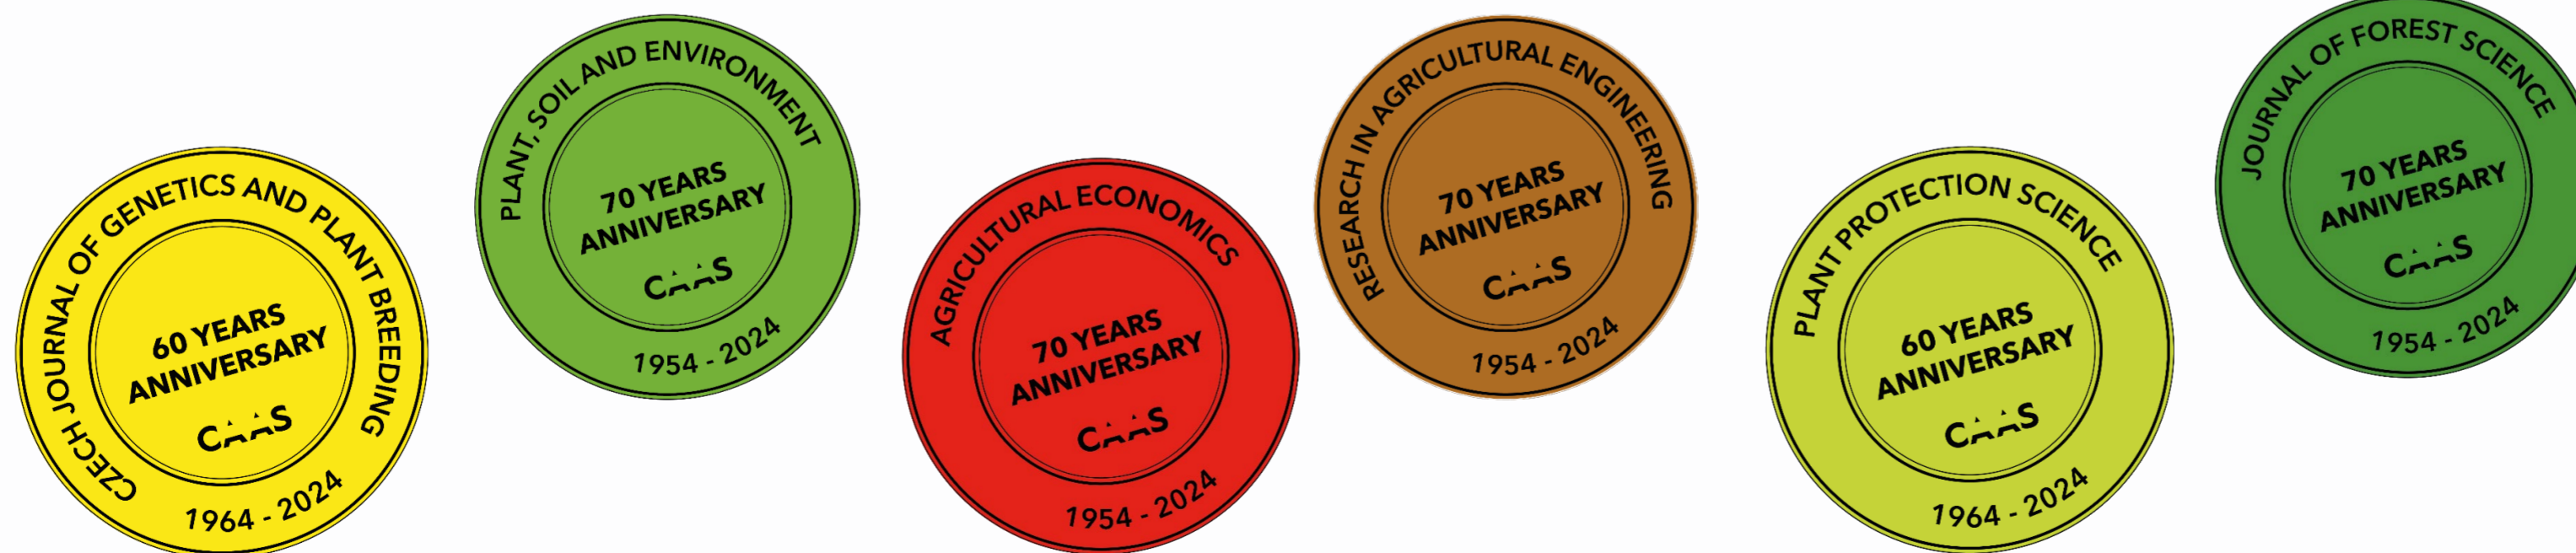 CZECH JOURNAL OF GENETICS AND PLANT BREEDING
60 YEARS
ANNIVERSARY
CAAS
1964 - 2024
PLANT, SOIL AND ENVIRONMENT
70 YEARS
ANNIVERSARY
CAAS
1954 - 2024
AGRICULTURAL ECONOMICS
70 YEARS
ANNIVERSARY
CAAS
1954 - 2024
RESEARCH IN AGRICULTURAL ENGINEERING
70 YEARS
ANNIVERSARY
CAAS
1954 - 2024
PLANT PROTECTION SCIENCE
60 YEARS
ANNIVERSARY
CAAS
1964 - 2024
JOURNAL OF FOREST SCIENCE
70 YEARS
ANNIVERSARY
CAAS
1954 - 2024